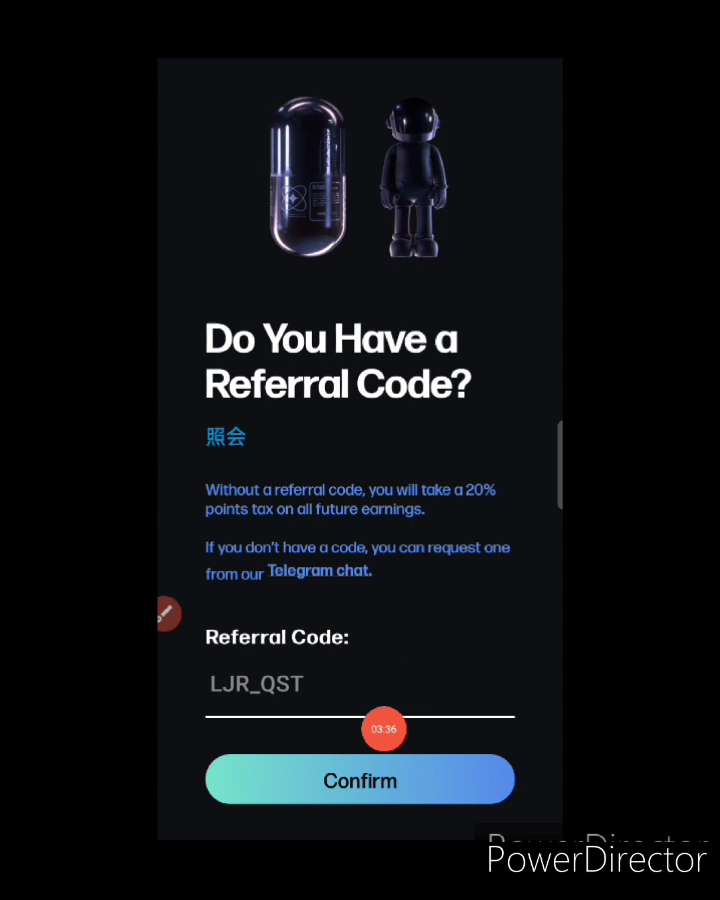 Do You Have a
Referral Code?
照会
Without a referral code, you will take a 20%
points tax on all future earnings.
If you don't have a code, you can request one
from our Telegram chat.
Referral Code:
LJR_QST
03:36
Confirm
PowerDirector
PowerDirector